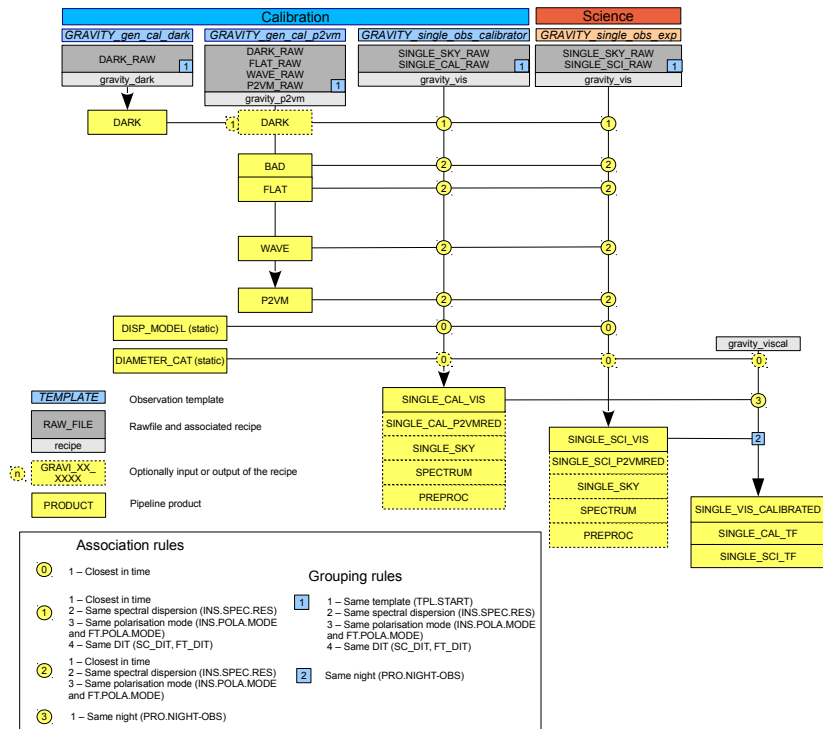 Calibration
Science
GRAVITY_gen_cal_dark
GRAVITY_gen_cal_p2vm
GRAVITY_single_obs_calibrator
GRAVITY_single_obs_exp
DARK_RAW
1
gravity_dark
DARK_RAW
FLAT_RAW
WAVE_RAW
P2VM_RAW
1
gravity_p2vm
SINGLE_SKY_RAW
SINGLE_CAL_RAW
1
gravity_vis
SINGLE_SKY_RAW
SINGLE_SCI_RAW
1
gravity_vis
DARK
1
DARK
1
1
BAD
2
2
FLAT
2
2
WAVE
2
2
P2VM
2
2
DISP_MODEL (static)
0
0
gravity_viscal
DIAMETER_CAT (static)
0
0
0
SINGLE_CAL_VIS
3
SINGLE_CAL_P2VMRED
SINGLE_SKY
SPECTRUM
PREPROC
SINGLE_SCI_VIS
2
SINGLE_SCI_P2VMRED
SINGLE_SKY
SPECTRUM
PREPROC
SINGLE_VIS_CALIBRATED
SINGLE_CAL_TF
SINGLE_SCI_TF
TEMPLATE
Observation template
RAW_FILE
recipe
Rawfile and associated recipe
n
GRAVI_XX_
XXXX
Optionally input or output of the recipe
PRODUCT
Pipeline product
Association rules
0
1 – Closest in time
1
1 – Closest in time
2 – Same spectral dispersion (INS.SPEC.RES)
3 – Same polarisation mode (INS.POLA.MODE
and FT.POLA.MODE)
4 – Same DIT (SC_DIT, FT_DIT)
2
1 – Closest in time
2 – Same spectral dispersion (INS.SPEC.RES)
3 – Same polarisation mode (INS.POLA.MODE
and FT.POLA.MODE)
3
1 – Same night (PRO.NIGHT-OBS)
Grouping rules
1
1 – Same template (TPL.START)
2 – Same spectral dispersion (INS.SPEC.RES)
3 – Same polarisation mode (INS.POLA.MODE
and FT.POLA.MODE)
4 – Same DIT (SC_DIT, FT_DIT)
2
Same night (PRO.NIGHT-OBS)